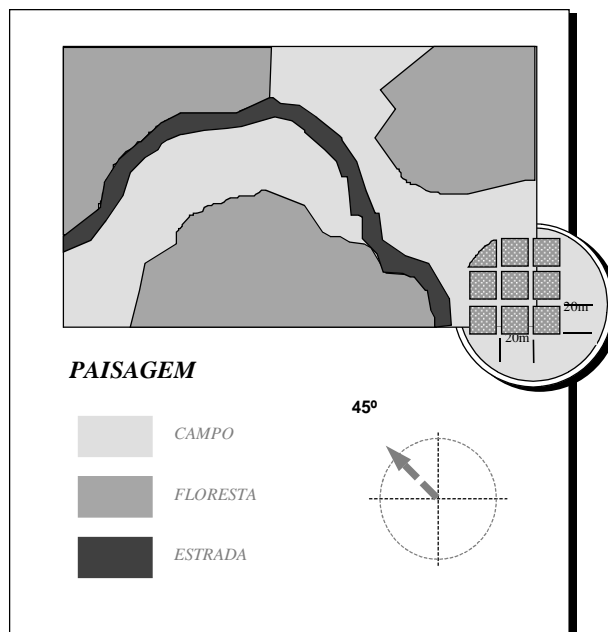 20m
20m
PAISAGEM
45º
CAMPO
FLORESTA
ESTRADA